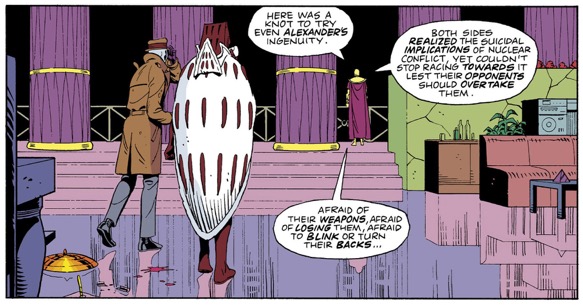 HERE WAS A
KNOT TO TRY
EVEN ALEXANDER'S
INGENUITY.
BOTH SIDES
REALIZED THE SUICIDAL
IMPLICATIONS OF NUCLEAR
CONFLICT, YET COULDN'T
STOP RACING TOWARDS IT
LEST THEIR OPPONENTS
SHOULD OVERTAKE
THEM.
AFRAID OF
THEIR WEAPONS, AFRAID
OF LOSING THEM, AFRAID
TO BLINK OR TURN
THEIR BACKS...